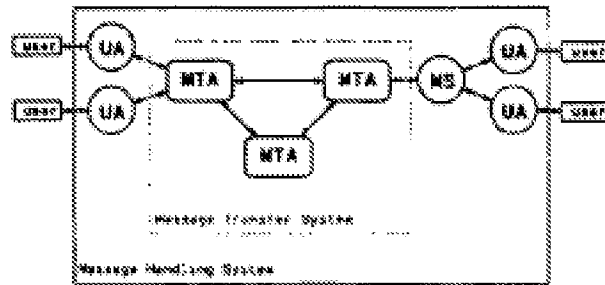 user UA UA user
MTA MTA MS
user UA UA user
MTA
Message Transfer System
Message Handling System